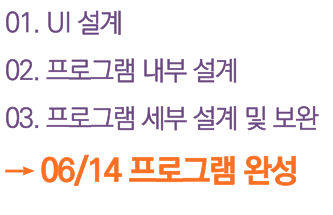 01. UI 설계
02. 프로그램 내부 설계
03. 프로그램 세부 설계 및 보완
→ 06/14 프로그램 완성